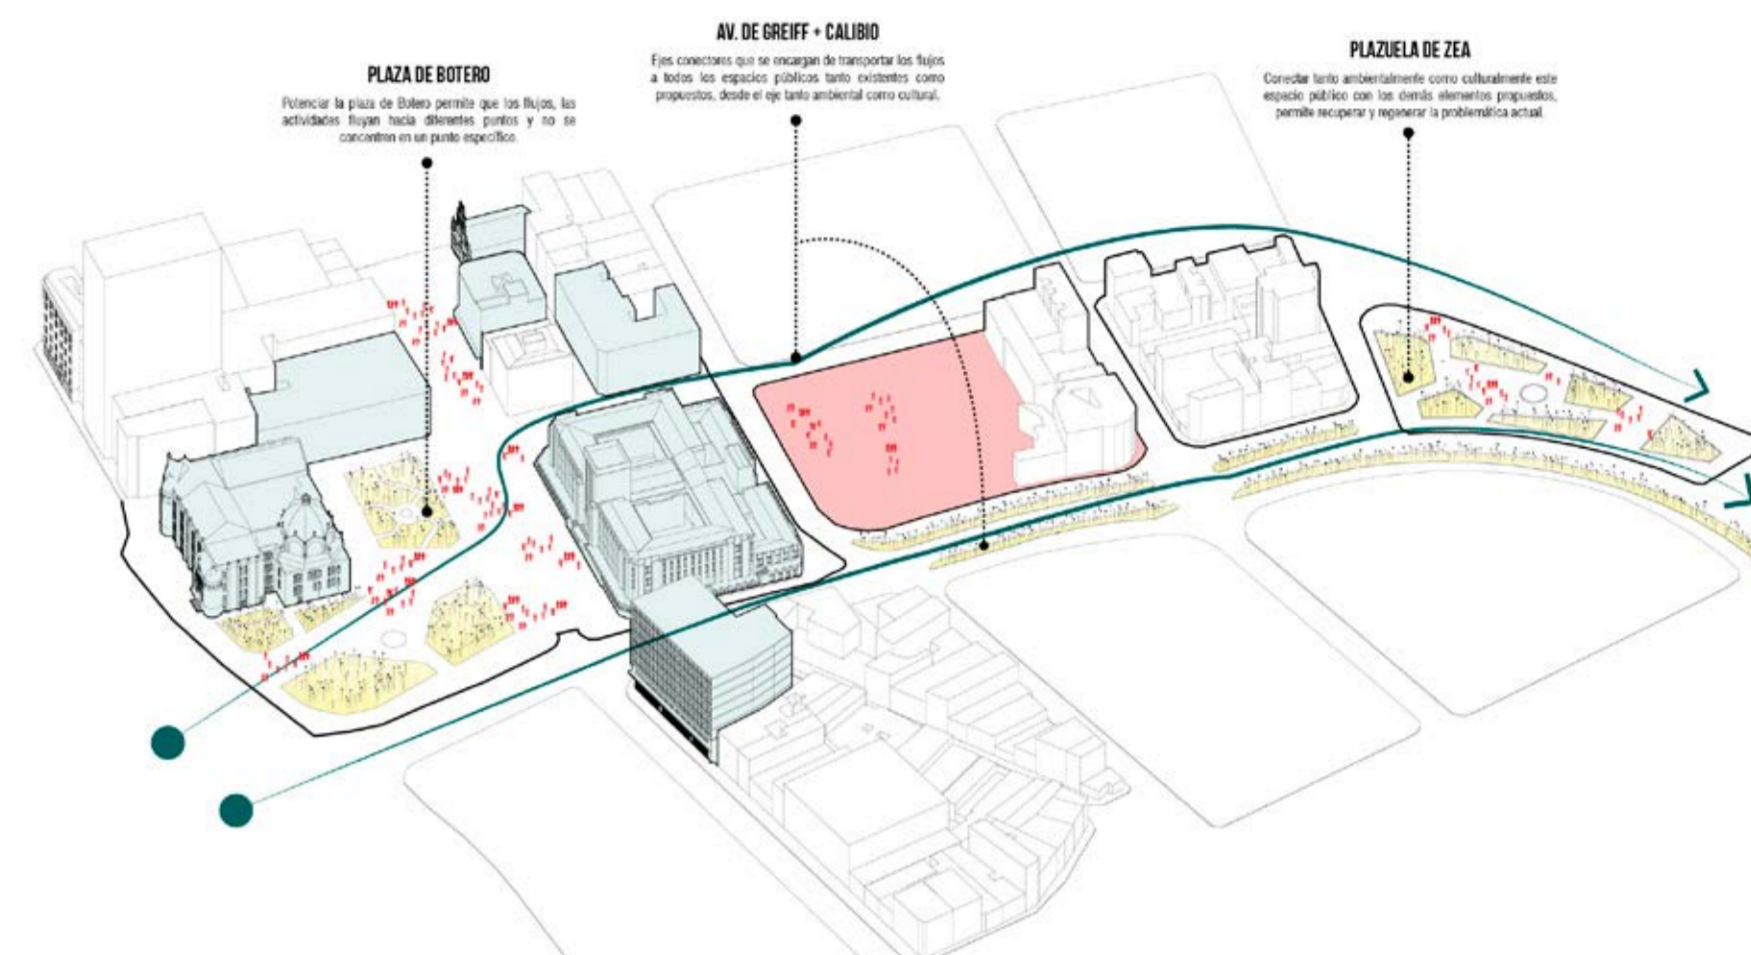 PLAZA DE BOTERO
Potenciar la plaza de Botero permite que los flujos, las
actividades fluyan hacia diferentes puntos y no se
concentren en un punto específico.
AV. DE GREIFF + CALIBIO
Ejes conectores que se encargan de transportar los flujos
a todos los espacios públicos tanto existentes como
propuestos, desde el eje tanto ambiental como cultural.
PLAZUELA DE ZEA
Conectar tanto ambientalmente como culturalmente este
espacio público con los demás elementos propuestos,
permite recuperar y regenerar la problemática actual.